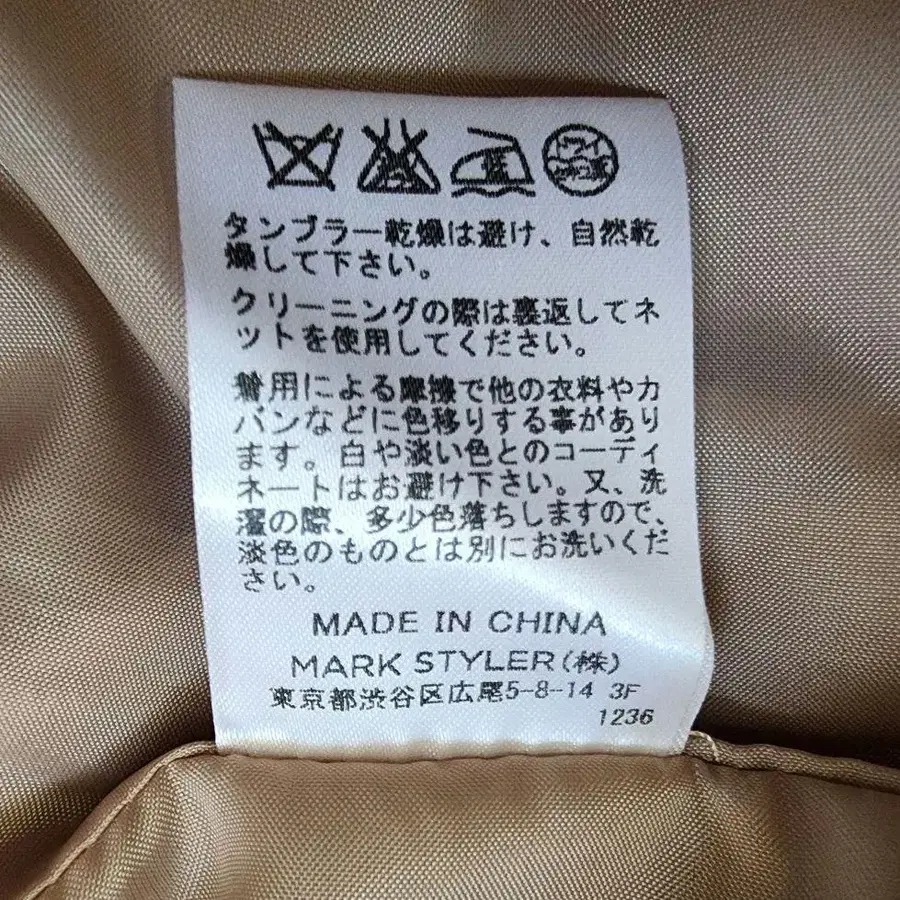 ドライ
セキユ系
タンブラー乾燥は避け、自然乾
燥して下さい。
クリーニングの際は裏返してネ
ットを使用してください。
着用による摩擦で他の衣料やカ
バンなどに色移りする事があり
ます。白や淡い色とのコーディ
ネートはお避け下さい。又、洗
濯の際、多少色落ちしますので、
淡色のものとは別にお洗いくだ
さい。
MADE IN CHINA
MARK STYLER(株)
東京都渋谷区広尾5-8-14 3F
1236